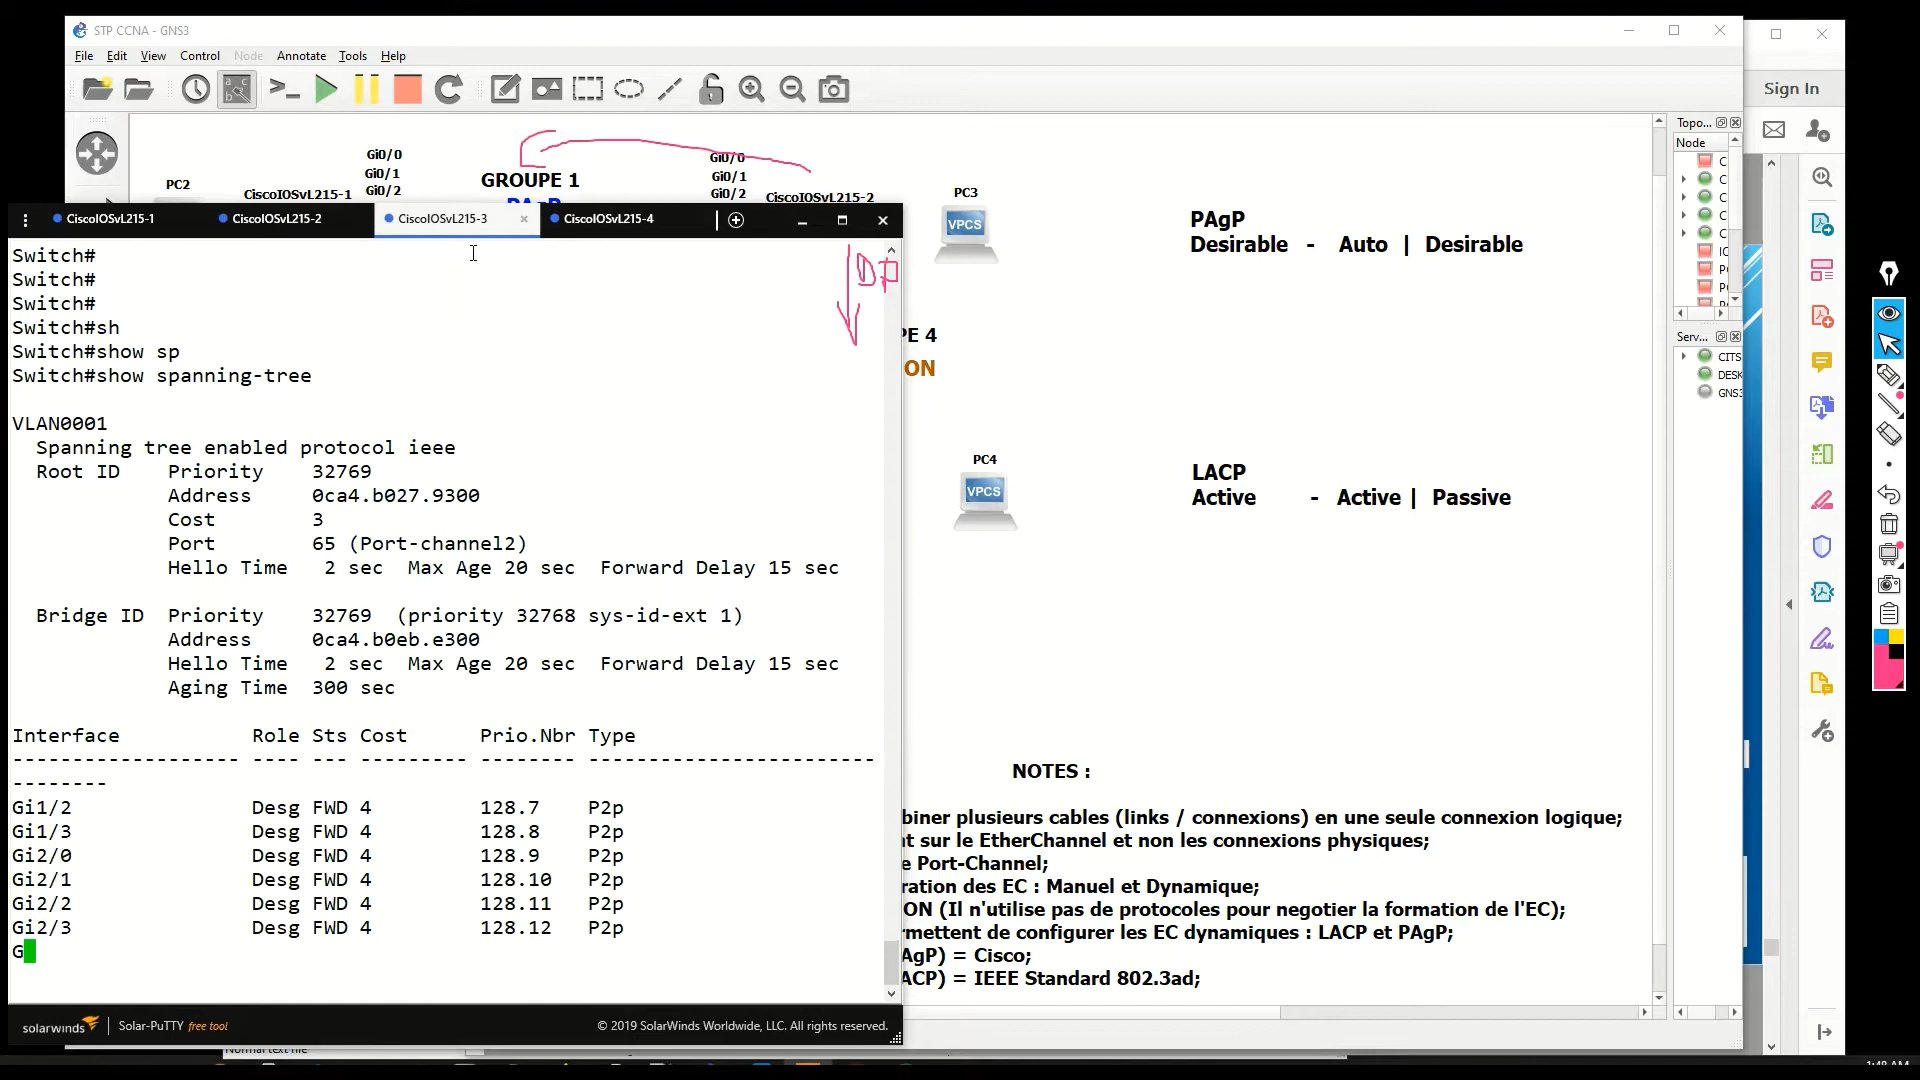 STP CCNA - GNS3
File Edit View Control Node Annotate Tools Help
Sign In
Gi0/0
Gi0/1
Gi0/2
PC2
CiscoIOSvL215-1
GROUPE 1
Gi0/0
Gi0/1
Gi0/2
CiscoIOSvL215-2
PC3
VPCS
PAgP
Desirable - Auto | Desirable
Topo...
Node
CiscoIOSvL215-1 CiscoIOSvL215-2 CiscoIOSvL215-3 CiscoIOSvL215-4
DP
Switch#
Switch#
Switch#
Switch#sh
Switch#show sp
Switch#show spanning-tree
VLAN0001
Spanning tree enabled protocol ieee
Root ID Priority 32769
Address 0ca4.b027.9300
Cost 3
Port 65 (Port-channel2)
Hello Time 2 sec Max Age 20 sec Forward Delay 15 sec
Bridge ID Priority 32769 (priority 32768 sys-id-ext 1)
Address 0ca4.b0eb.e300
Hello Time 2 sec Max Age 20 sec Forward Delay 15 sec
Aging Time 300 sec
Interface Role Sts Cost Prio.Nbr Type
------------------- ---- --- --------- -------- ------------------------
--------
Gi1/2 Desg FWD 4 128.7 P2p
Gi1/3 Desg FWD 4 128.8 P2p
Gi2/0 Desg FWD 4 128.9 P2p
Gi2/1 Desg FWD 4 128.10 P2p
Gi2/2 Desg FWD 4 128.11 P2p
Gi2/3 Desg FWD 4 128.12 P2p
G
PE 4
ON
PC4
VPCS
LACP
Active - Active | Passive
Serv...
CITS
DESK
GNS3
NOTES :
biner plusieurs cables (links / connexions) en une seule connexion logique;
t sur le EtherChannel et non les connexions physiques;
e Port-Channel;
ration des EC : Manuel et Dynamique;
ON (Il n'utilise pas de protocoles pour negotier la formation de l'EC);
rmettent de configurer les EC dynamiques : LACP et PAgP;
AgP) = Cisco;
ACP) = IEEE Standard 802.3ad;
solarwinds Solar-PuTTY free tool
© 2019 SolarWinds Worldwide, LLC. All rights reserved.